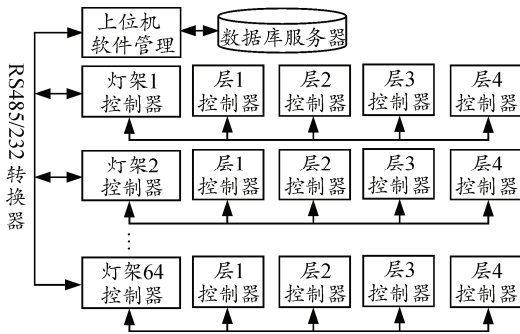 上位机
软件管理
数据库服务器
RS485/232转换器
灯架1
控制器
层1
控制器
层2
控制器
层3
控制器
层4
控制器
灯架2
控制器
层1
控制器
层2
控制器
层3
控制器
层4
控制器
…
灯架64
控制器
层1
控制器
层2
控制器
层3
控制器
层4
控制器